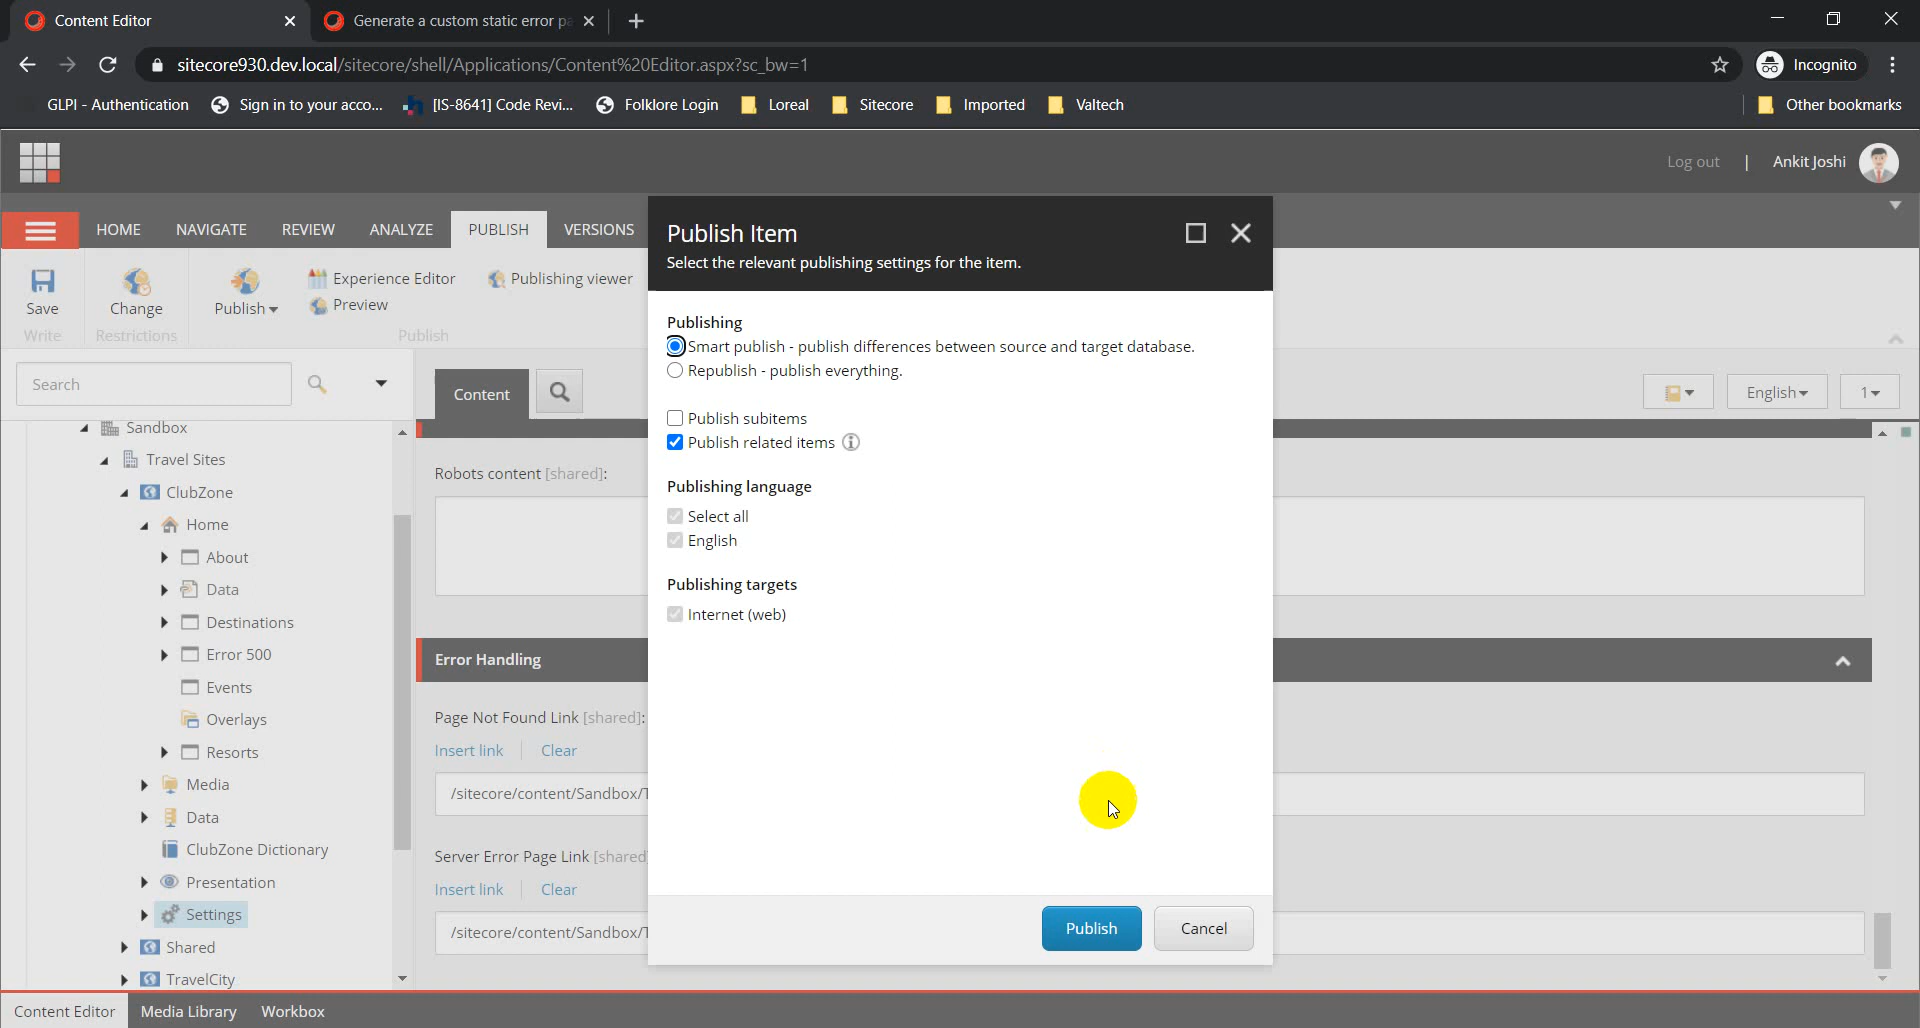 Content Editor
Generate a custom static error pa
sitecore930.dev.local/sitecore/shell/Applications/Content%20Editor.aspx?sc_bw=1
Incognito
GLPI - Authentication
Sign in to your acco...
[IS-8641] Code Revi...
Folklore Login
Loreal
Sitecore
Imported
Valtech
Other bookmarks
Log out | Ankit Joshi
HOME
NAVIGATE
REVIEW
ANALYZE
PUBLISH
VERSIONS
Save
Write
Change
Restrictions
Publish
Experience Editor
Preview
Publishing viewer
Publish
Search
Content
English
1
Sandbox
Travel Sites
ClubZone
Home
About
Data
Destinations
Error 500
Events
Overlays
Resorts
Media
Data
ClubZone Dictionary
Presentation
Settings
Shared
TravelCity
Robots content [shared]:
Error Handling
Page Not Found Link [shared]:
Insert link
Clear
/sitecore/content/Sandbox/T
Server Error Page Link [shared
Insert link
Clear
/sitecore/content/Sandbox/T
Publish Item
Select the relevant publishing settings for the item.
Publishing
Smart publish - publish differences between source and target database.
Republish - publish everything.
Publish subitems
Publish related items
Publishing language
Select all
English
Publishing targets
Internet (web)
Publish
Cancel
Content Editor
Media Library
Workbox